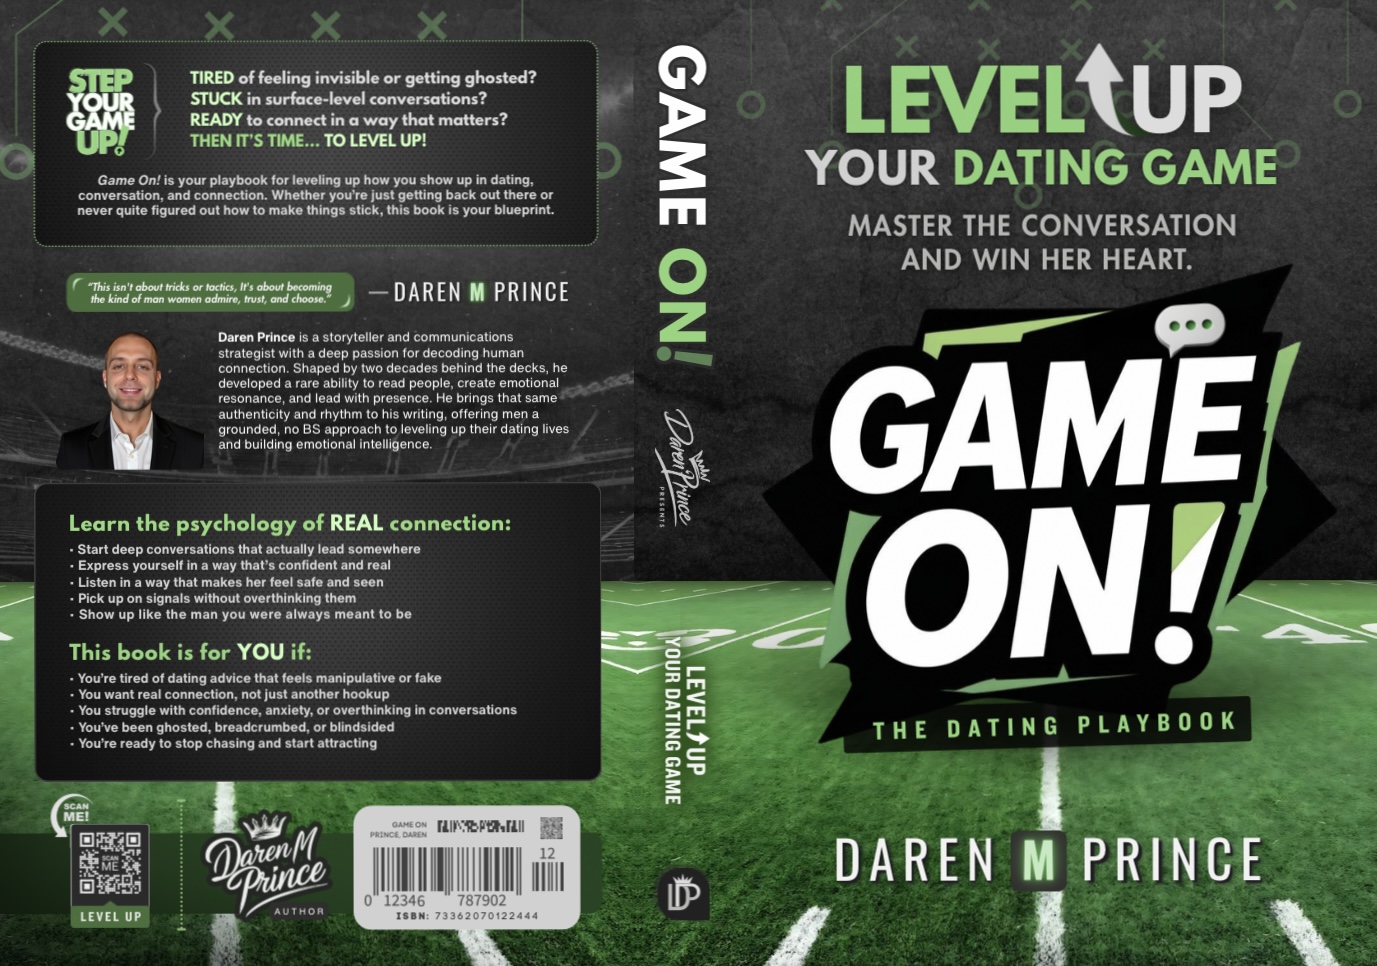 STEP
YOUR
GAME
UP!
TIRED of feeling invisible or getting ghosted?
STUCK in surface-level conversations?
READY to connect in a way that matters?
THEN IT'S TIME... TO LEVEL UP!
Game On! is your playbook for leveling up how you show up in dating,
conversation, and connection. Whether you're just getting back out there or
never quite figured out how to make things stick, this book is your blueprint.
"This isn't about tricks or tactics, It's about becoming
the kind of man women admire, trust, and choose."
— DAREN M PRINCE
Daren Prince is a storyteller and communications
strategist with a deep passion for decoding human
connection. Shaped by two decades behind the decks, he
developed a rare ability to read people, create emotional
resonance, and lead with presence. He brings that same
authenticity and rhythm to his writing, offering men a
grounded, no BS approach to leveling up their dating lives
and building emotional intelligence.
Learn the psychology of REAL connection:
• Start deep conversations that actually lead somewhere
• Express yourself in a way that's confident and real
• Listen in a way that makes her feel safe and seen
• Pick up on signals without overthinking them
• Show up like the man you were always meant to be
This book is for YOU if:
• You're tired of dating advice that feels manipulative or fake
• You want real connection, not just another hookup
• You struggle with confidence, anxiety, or overthinking in conversations
• You've been ghosted, breadcrumbed, or blindsided
• You're ready to stop chasing and start attracting
SCAN
ME!
SCAN
ME
LEVEL UP
Daren M
Prince
AUTHOR
GAME ON
PRINCE, DAREN
12
0 12346 787902
ISBN: 73362070122444
GAME ON!
Daren Prince
PRESENTS
LEVEL UP
YOUR DATING GAME
DP
LEVEL UP
YOUR DATING GAME
MASTER THE CONVERSATION
AND WIN HER HEART.
GAME
ON!
THE DATING PLAYBOOK
DAREN M PRINCE